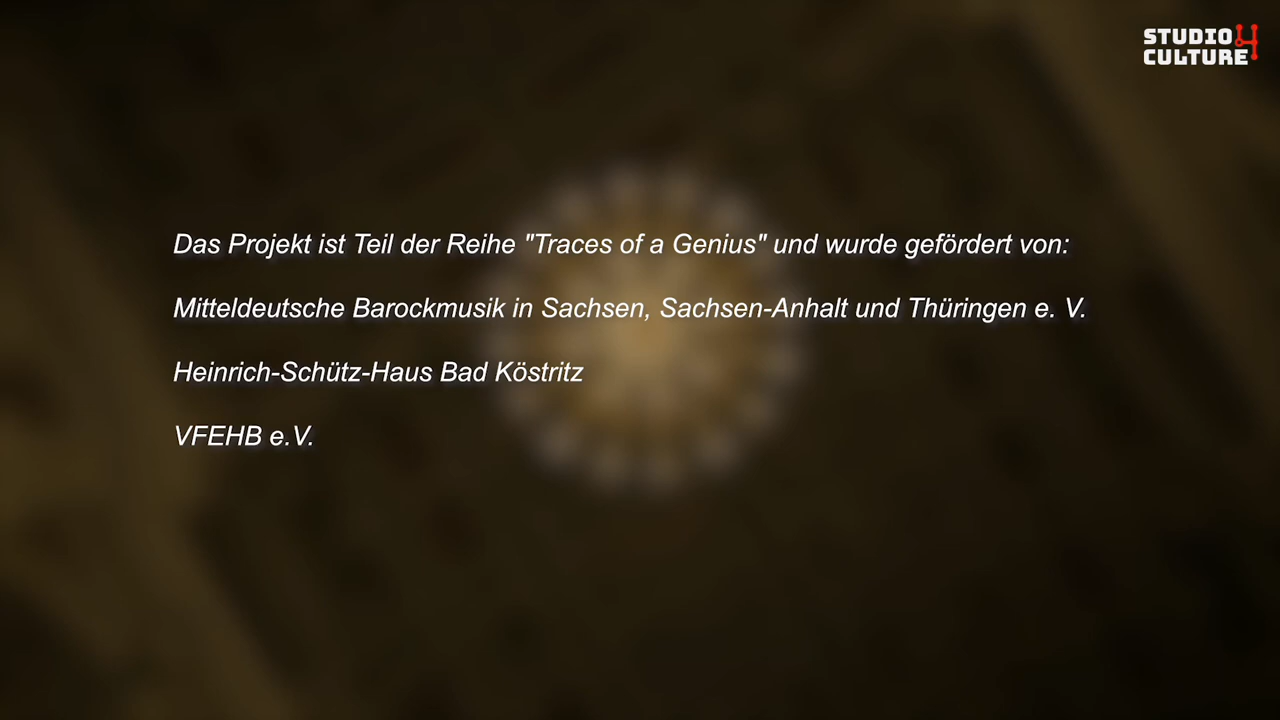 STUDIO4
CULTURE
Das Projekt ist Teil der Reihe "Traces of a Genius" und wurde gefördert von:
Mitteldeutsche Barockmusik in Sachsen, Sachsen-Anhalt und Thüringen e. V.
Heinrich-Schütz-Haus Bad Köstritz
VFEHB e.V.